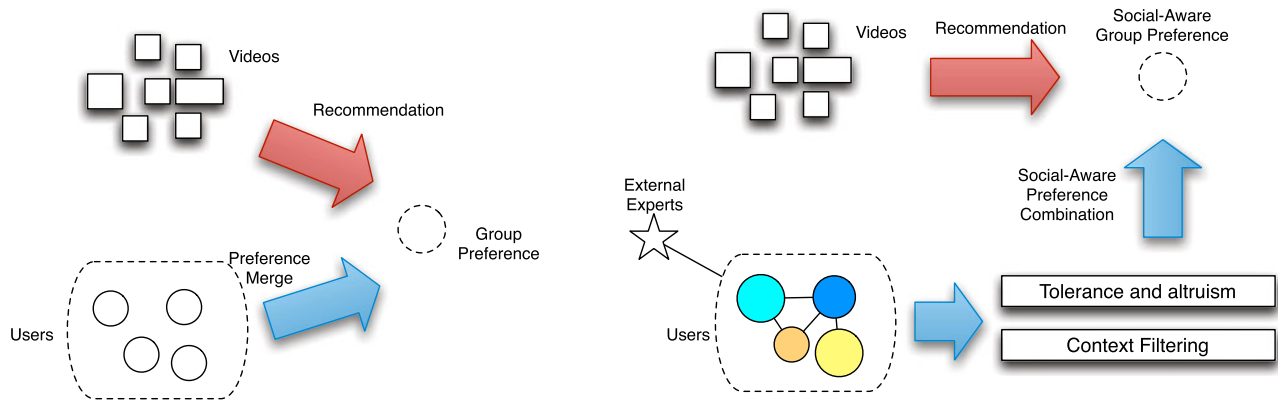 Videos
Recommendation
Group
Preference
Preference
Merge
Users
Videos
Recommendation
Social-Aware
Group Preference
Social-Aware
Preference
Combination
External
Experts
Users
Tolerance and altruism
Context Filtering